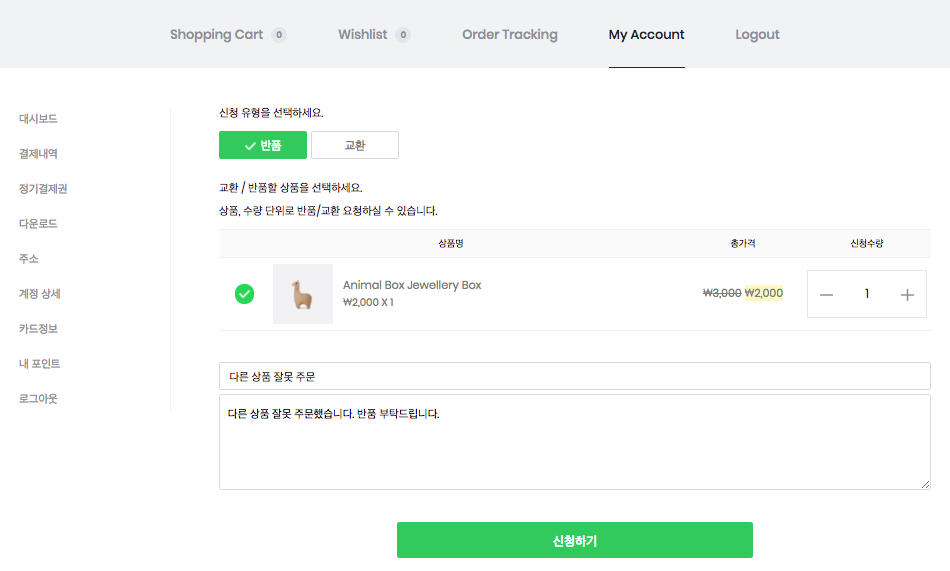 Shopping Cart 0 Wishlist 0 Order Tracking My Account Logout
대시보드
결제내역
정기결제권
다운로드
주소
계정 상세
카드정보
내 포인트
로그아웃
신청 유형을 선택하세요.
반품 교환
교환 / 반품할 상품을 선택하세요.
상품, 수량 단위로 반품/교환 요청하실 수 있습니다.
상품명 총가격 신청수량
Animal Box Jewellery Box
₩2,000 X 1
₩3,000 ₩2,000
1
다른 상품 잘못 주문
다른 상품 잘못 주문했습니다. 반품 부탁드립니다.
신청하기